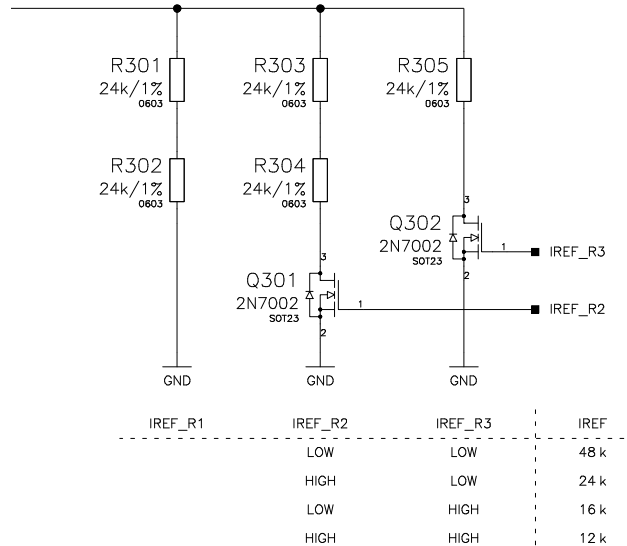 R301
24k/1%
0603
R303
24k/1%
0603
R305
24k/1%
0603
R302
24k/1%
0603
R304
24k/1%
0603
3
Q302
2N7002
SOT23
1
2
IREF_R3
3
Q301
2N7002
SOT23
1
2
IREF_R2
GND GND GND
IREF_R1 IREF_R2 IREF_R3 IREF
LOW LOW 48 k
HIGH LOW 24 k
LOW HIGH 16 k
HIGH HIGH 12 k